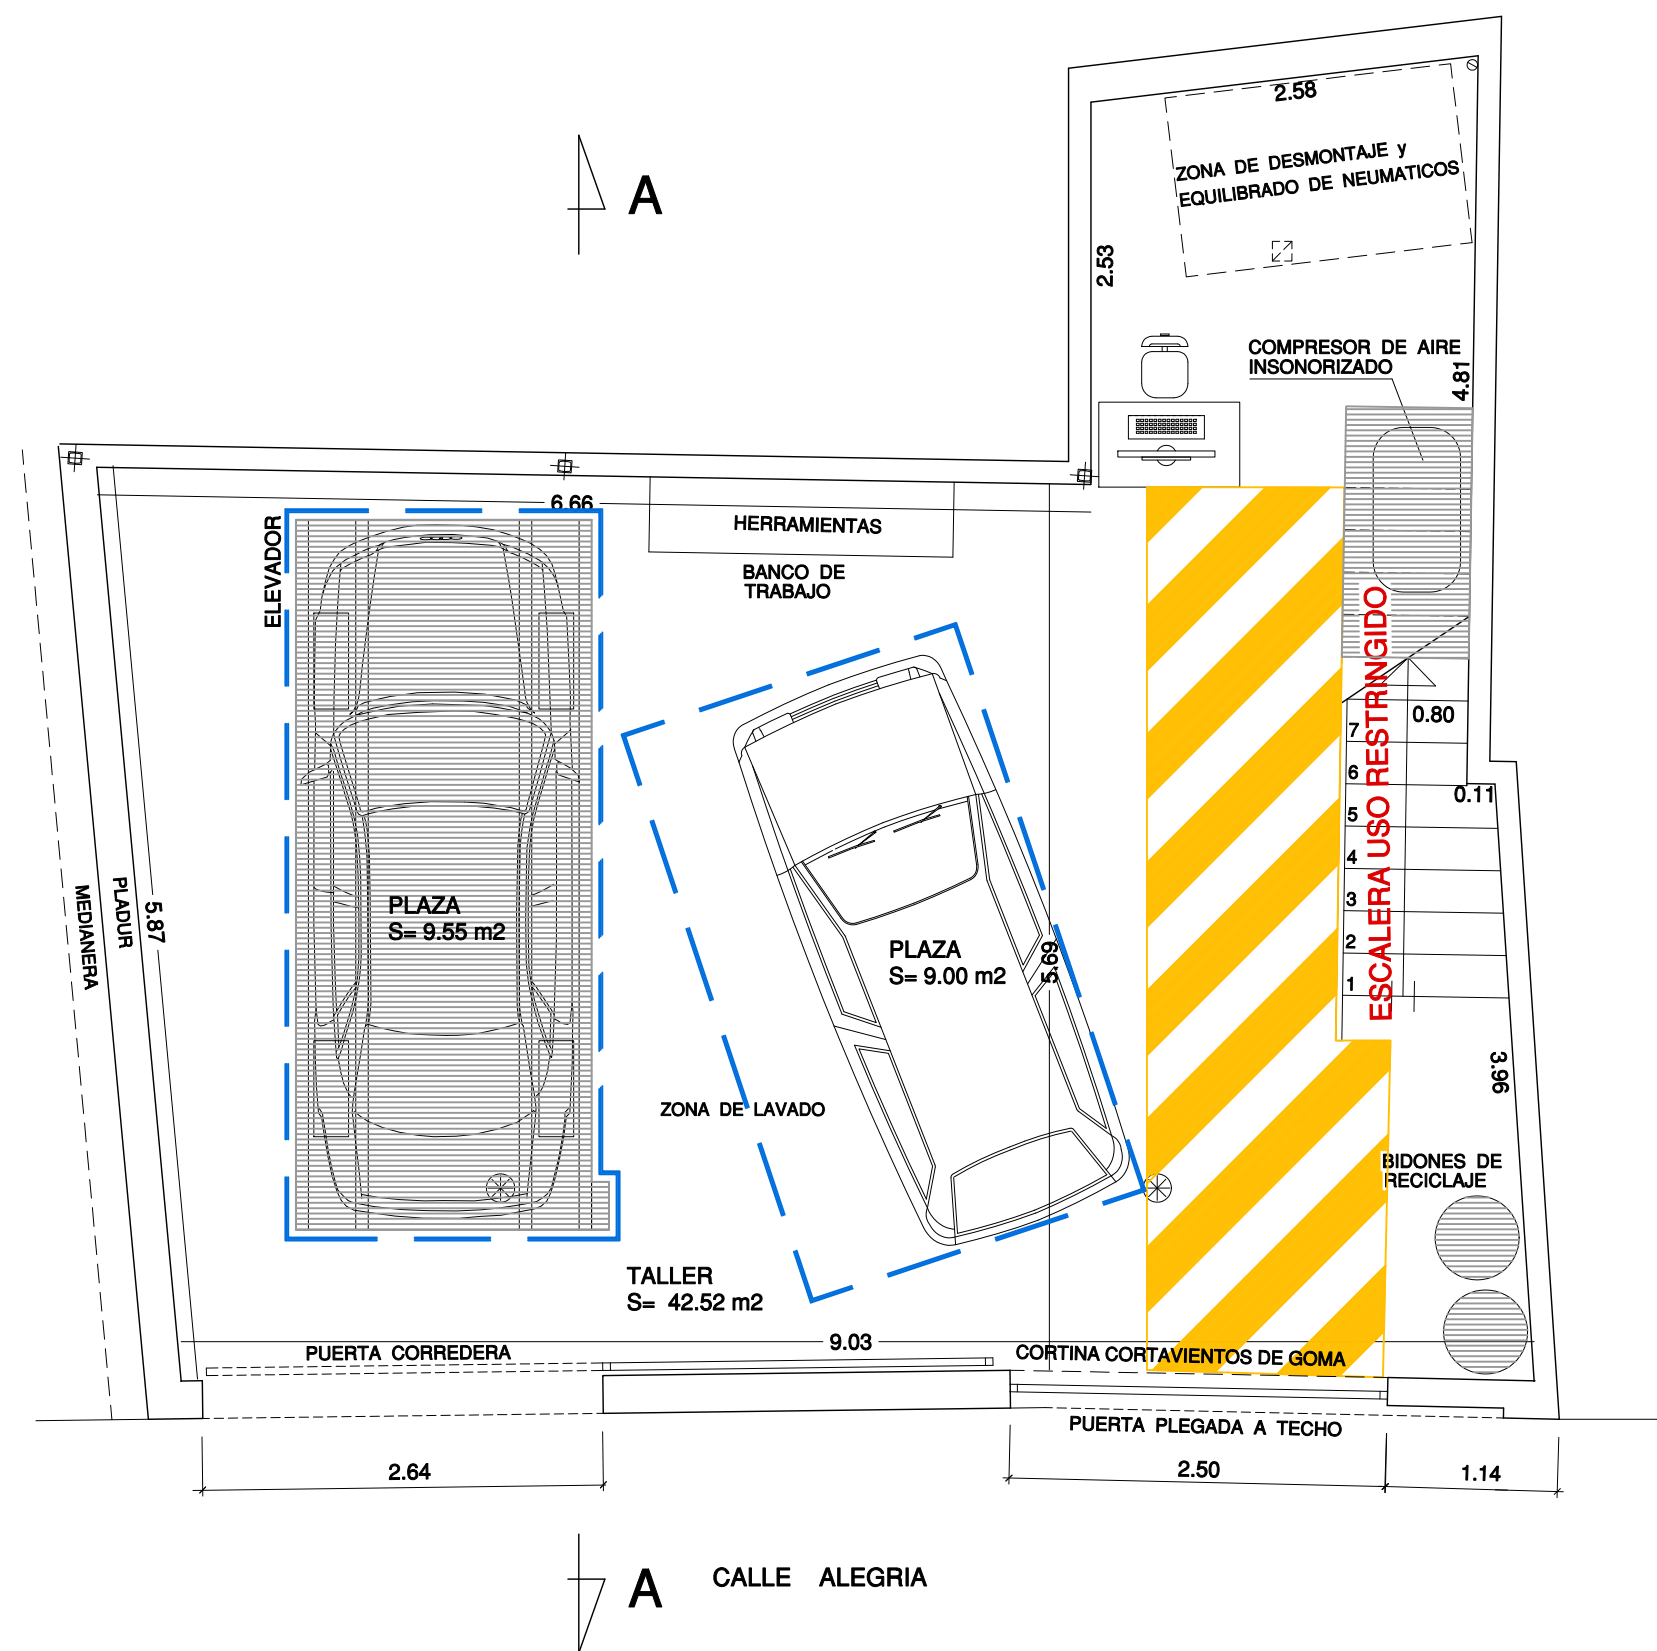 A
2.58
ZONA DE DESMONTAJE y
EQUILIBRADO DE NEUMATICOS
2.53
COMPRESOR DE AIRE
INSONORIZADO
4.81
6.66
HERRAMIENTAS
BANCO DE
TRABAJO
ELEVADOR
ESCALERA USO RESTRINGIDO
0.80
0.11
7
6
5
4
3
2
1
PLAZA
S= 9.55 m2
PLAZA
S= 9.00 m2
5.69
5.87
PLADUR
MEDIANERA
3.96
ZONA DE LAVADO
BIDONES DE
RECICLAJE
TALLER
S= 42.52 m2
9.03
PUERTA CORREDERA
CORTINA CORTAVIENTOS DE GOMA
PUERTA PLEGADA A TECHO
2.64
2.50
1.14
A
CALLE ALEGRIA